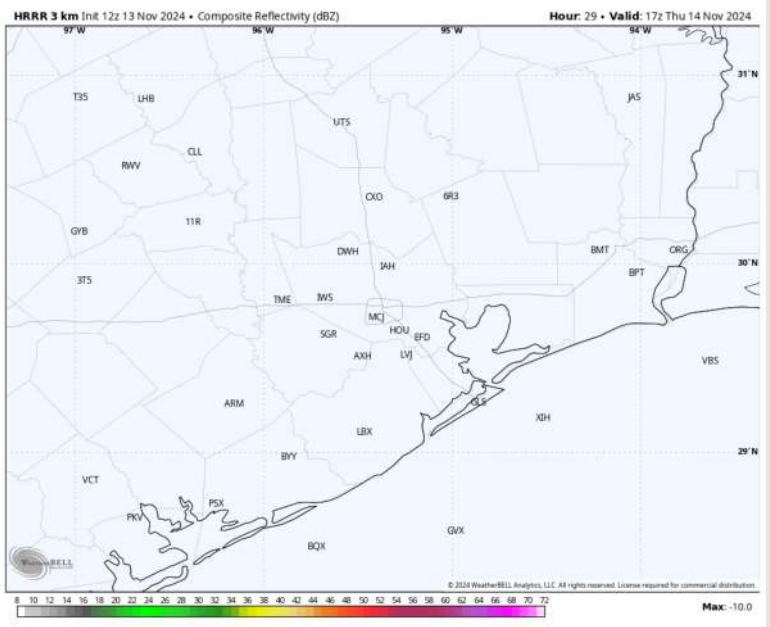 HRRR 3 km Init 12z 13 Nov 2024 • Composite Reflectivity (dBZ) Hour: 29 • Valid: 17z Thu 14 Nov 2024
97°W 96°W 95°W 94°W
31°N
T35 LHB JAS
UTS
CLL
RWV
CXO 6R3
11R
GYB
DWH BMT ORG
IAH 30°N
3T5 BPT
TME IWS
MCJ
SGR HOU EFD
AXH LVJ VBS
ARM GLS
XIH
LBX
BYY 29°N
VCT
PSX
PKV
GVX
BQX
WeatherBELL
© 2024 WeatherBELL Analytics, LLC. All rights reserved. License required for commercial distribution.
8 10 12 14 16 18 20 22 24 26 28 30 32 34 36 38 40 42 44 46 48 50 52 54 56 58 60 62 64 66 68 70 72 Max: -10.0